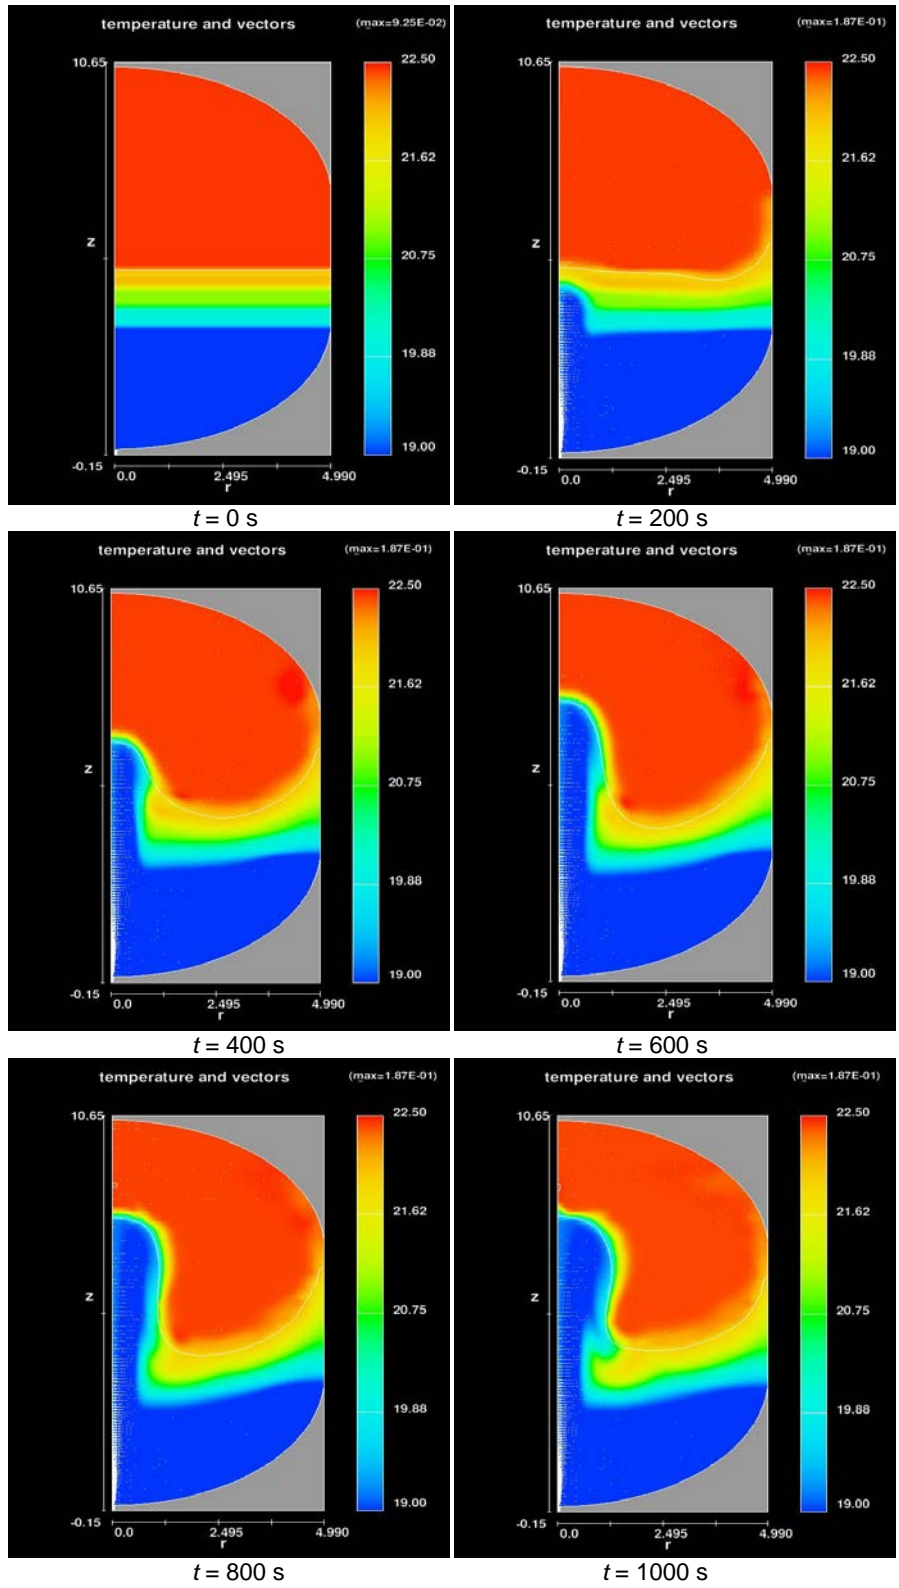 temperature and vectors (max=9.25E-02)
10.65
22.50
21.62
Z
20.75
19.88
19.00
-0.15
0.0 2.495 4.990
r
t = 0 s
temperature and vectors (max=1.87E-01)
10.65
22.50
21.62
Z
20.75
19.88
19.00
-0.15
0.0 2.495 4.990
r
t = 200 s
temperature and vectors (max=1.87E-01)
10.65
22.50
21.62
Z
20.75
19.88
19.00
-0.15
0.0 2.495 4.990
r
t = 400 s
temperature and vectors (max=1.87E-01)
10.65
22.50
21.62
Z
20.75
19.88
19.00
-0.15
0.0 2.495 4.990
r
t = 600 s
temperature and vectors (max=1.87E-01)
10.65
22.50
21.62
Z
20.75
19.88
19.00
-0.15
0.0 2.495 4.990
r
t = 800 s
temperature and vectors (max=1.87E-01)
10.65
22.50
21.62
Z
20.75
19.88
19.00
-0.15
0.0 2.495 4.990
r
t = 1000 s